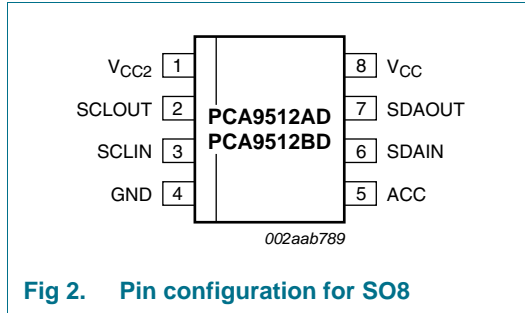 VCC2 1 8 VCC
SCLOUT 2 PCA9512AD 7 SDAOUT
SCLIN 3 PCA9512BD 6 SDAIN
GND 4 5 ACC
002aab789
Fig 2. Pin configuration for SO8